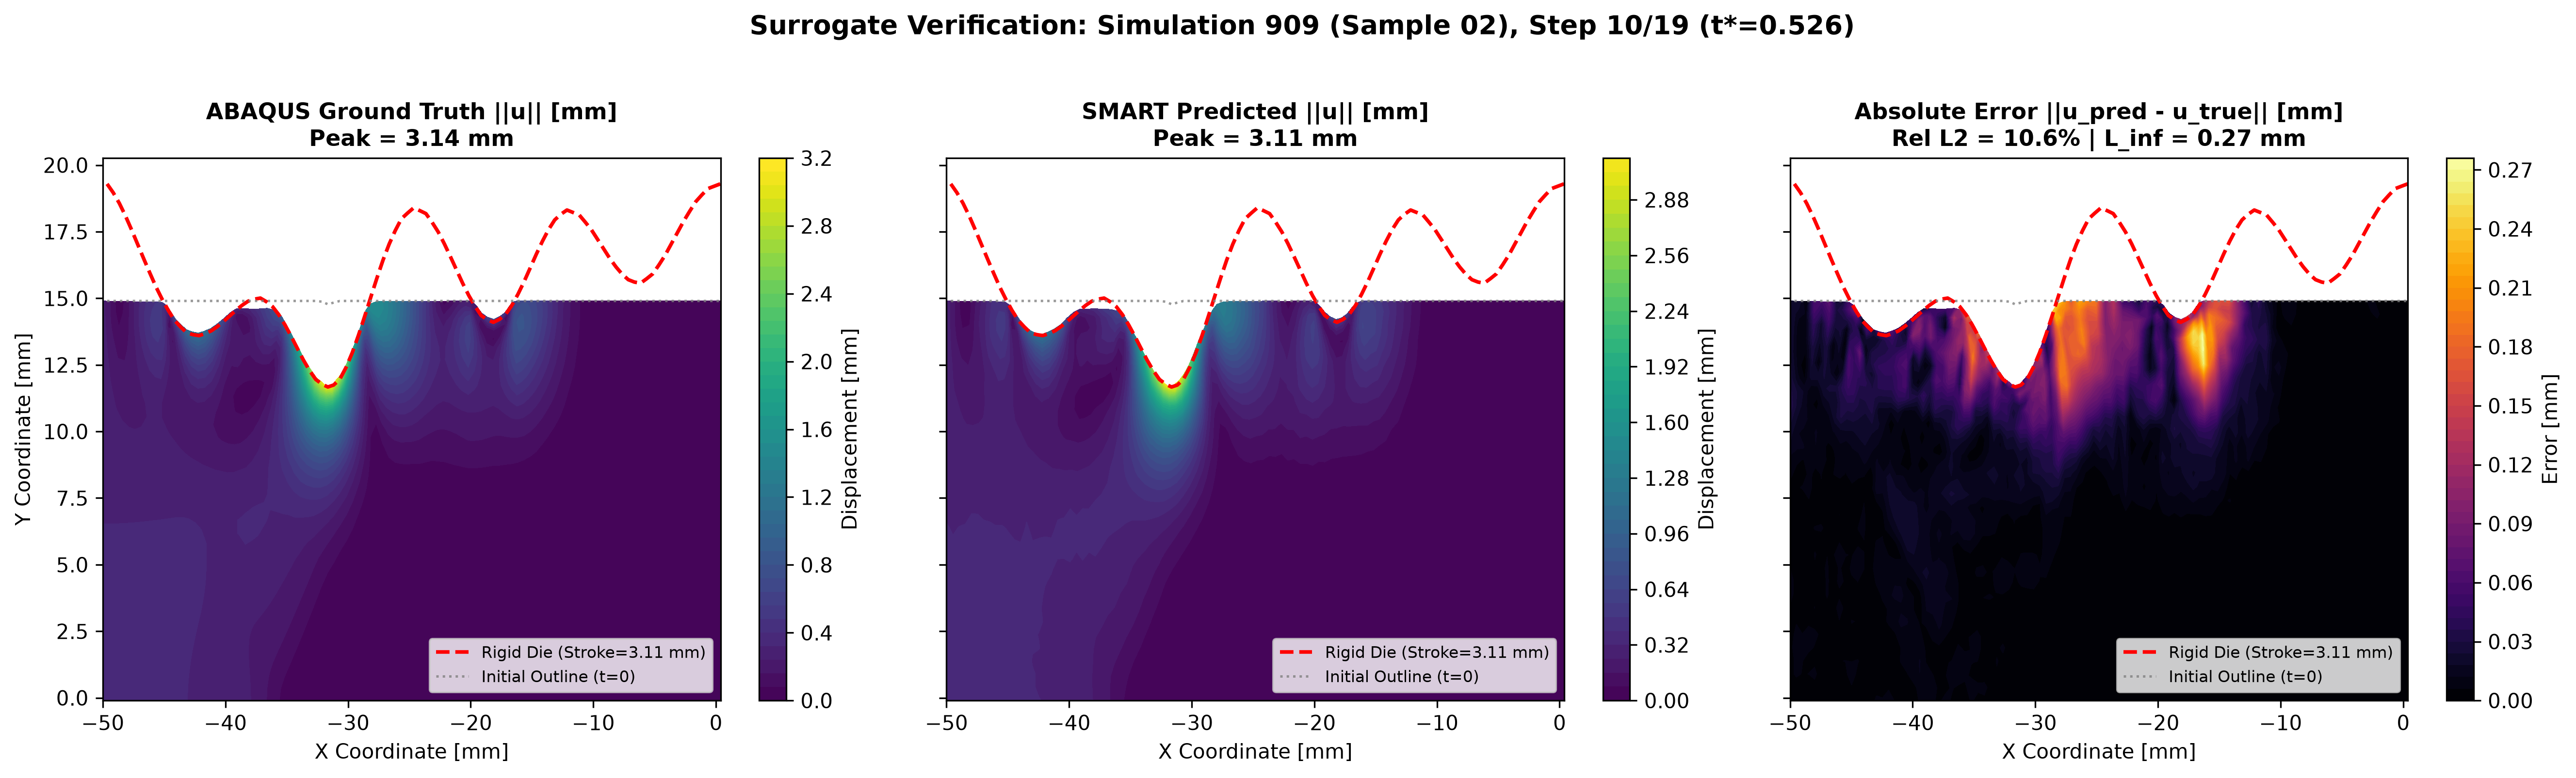 Surrogate Verification: Simulation 909 (Sample 02), Step 10/19 (t*=0.526)
ABAQUS Ground Truth ||u|| [mm]
Peak = 3.14 mm
20.0
17.5
15.0
12.5
10.0
7.5
5.0
2.5
0.0
Y Coordinate [mm]
−50
−40
−30
−20
−10
0
X Coordinate [mm]
Rigid Die (Stroke=3.11 mm)
Initial Outline (t=0)
3.2
2.8
2.4
2.0
1.6
1.2
0.8
0.4
0.0
Displacement [mm]
SMART Predicted ||u|| [mm]
Peak = 3.11 mm
−50
−40
−30
−20
−10
0
X Coordinate [mm]
Rigid Die (Stroke=3.11 mm)
Initial Outline (t=0)
2.88
2.56
2.24
1.92
1.60
1.28
0.96
0.64
0.32
0.00
Displacement [mm]
Absolute Error ||u_pred - u_true|| [mm]
Rel L2 = 10.6% | L_inf = 0.27 mm
−50
−40
−30
−20
−10
0
X Coordinate [mm]
Rigid Die (Stroke=3.11 mm)
Initial Outline (t=0)
0.27
0.24
0.21
0.18
0.15
0.12
0.09
0.06
0.03
0.00
Error [mm]